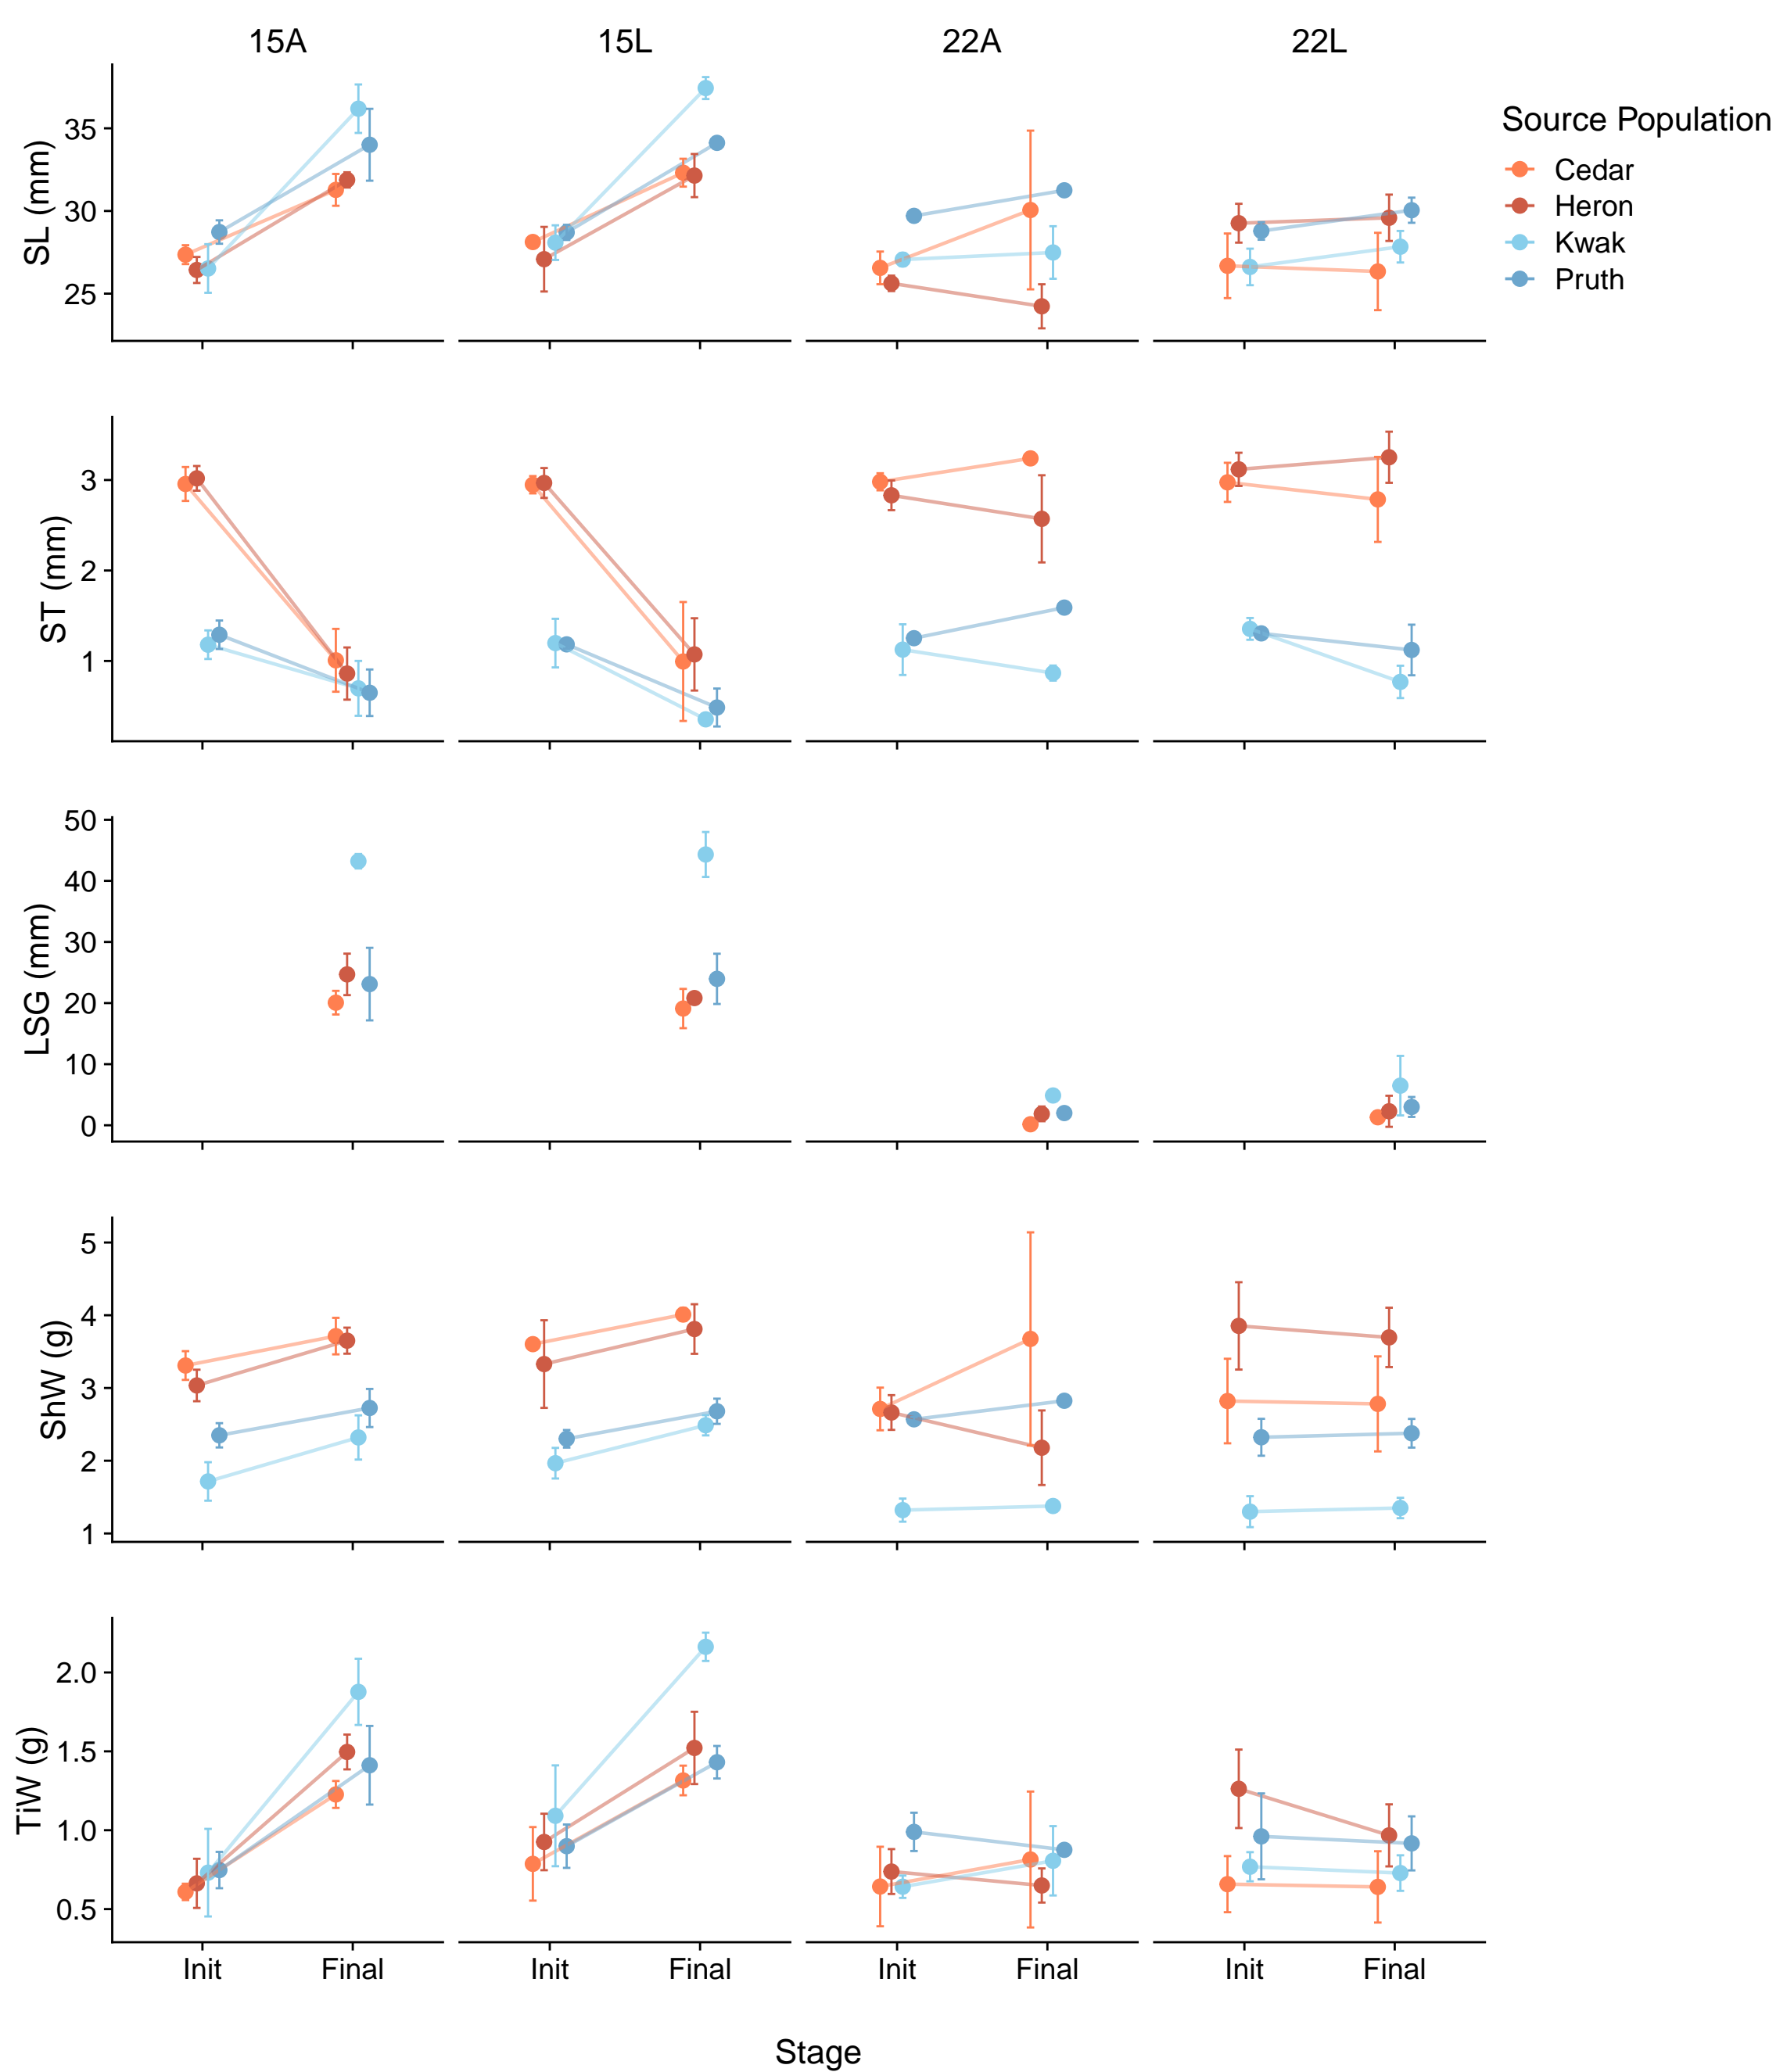 15A 15L 22A 22L
SL (mm)
35
30
25
Source Population
Cedar
Heron
Kwak
Pruth
ST (mm)
3
2
1
LSG (mm)
50
40
30
20
10
0
ShW (g)
5
4
3
2
1
TiW (g)
2.0
1.5
1.0
0.5
Init Final Init Final Init Final Init Final
Stage